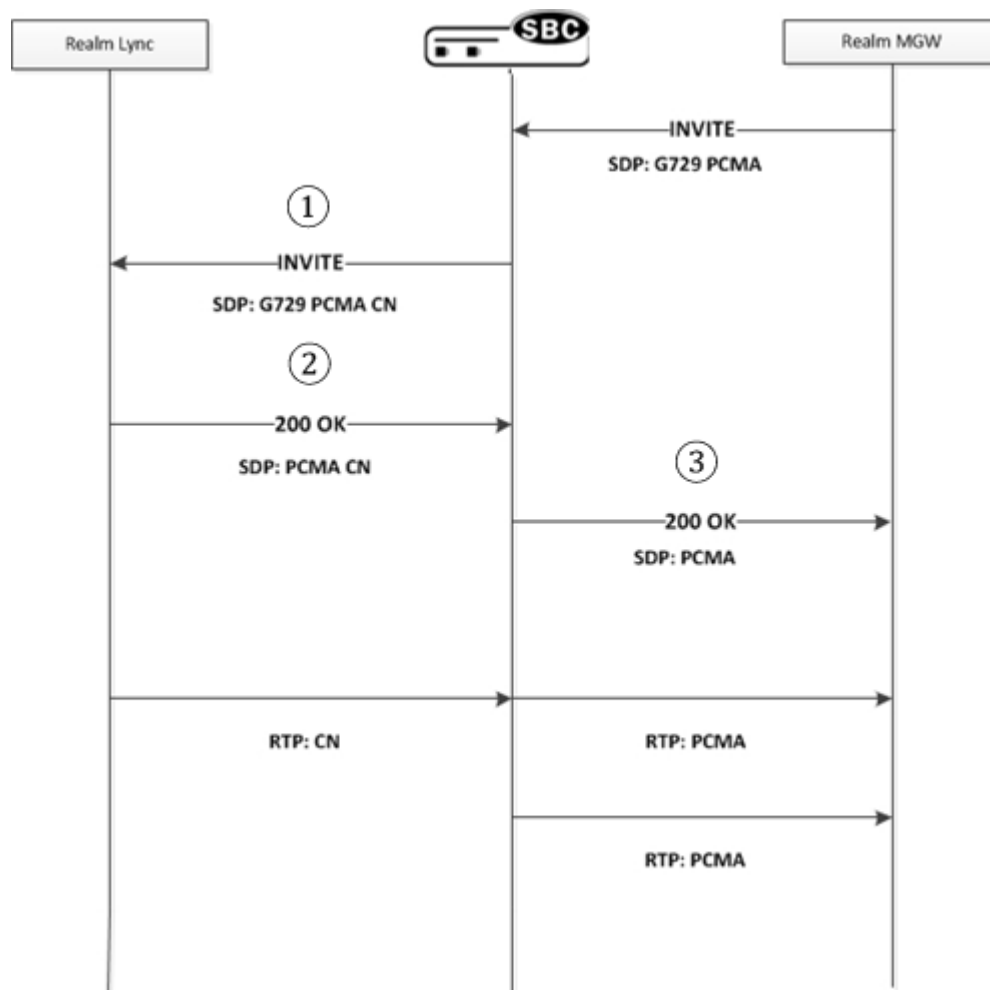 Realm Lync
SBC
Realm MGW
INVITE
SDP: G729 PCMA
1
INVITE
SDP: G729 PCMA CN
2
200 OK
SDP: PCMA CN
3
200 OK
SDP: PCMA
RTP: CN
RTP: PCMA
RTP: PCMA